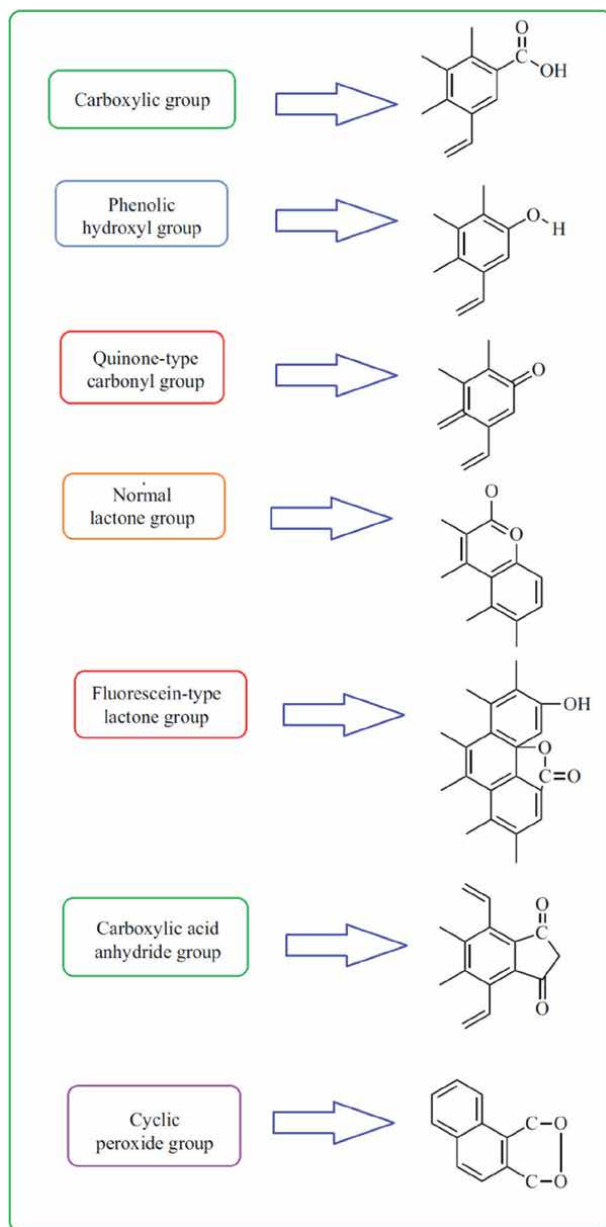 Carboxylic group
O
C
OH
Phenolic
hydroxyl group
O
H
Quinone-type
carbonyl group
O
Normal
lactone group
O
O
Fluorescein-type
lactone group
OH
O
C=O
Carboxylic acid
anhydride group
O
O
Cyclic
peroxide group
C-O
C-O